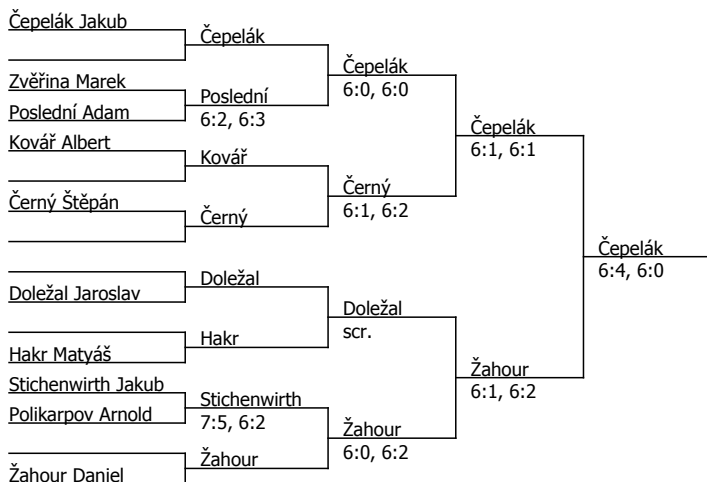 Čepelák Jakub
Čepelák
Čepelák
6:0, 6:0
Zvěřina Marek
Poslední
6:2, 6:3
Poslední Adam
Čepelák
6:1, 6:1
Kovář Albert
Kovář
Černý
6:1, 6:2
Černý Štěpán
Černý
Čepelák
6:4, 6:0
Doležal
Doležal Jaroslav
Doležal
scr.
Hakr
Hakr Matyáš
Žahour
6:1, 6:2
Stichenwirth Jakub
Stichenwirth
7:5, 6:2
Polikarpov Arnold
Žahour
6:0, 6:2
Žahour
Žahour Daniel